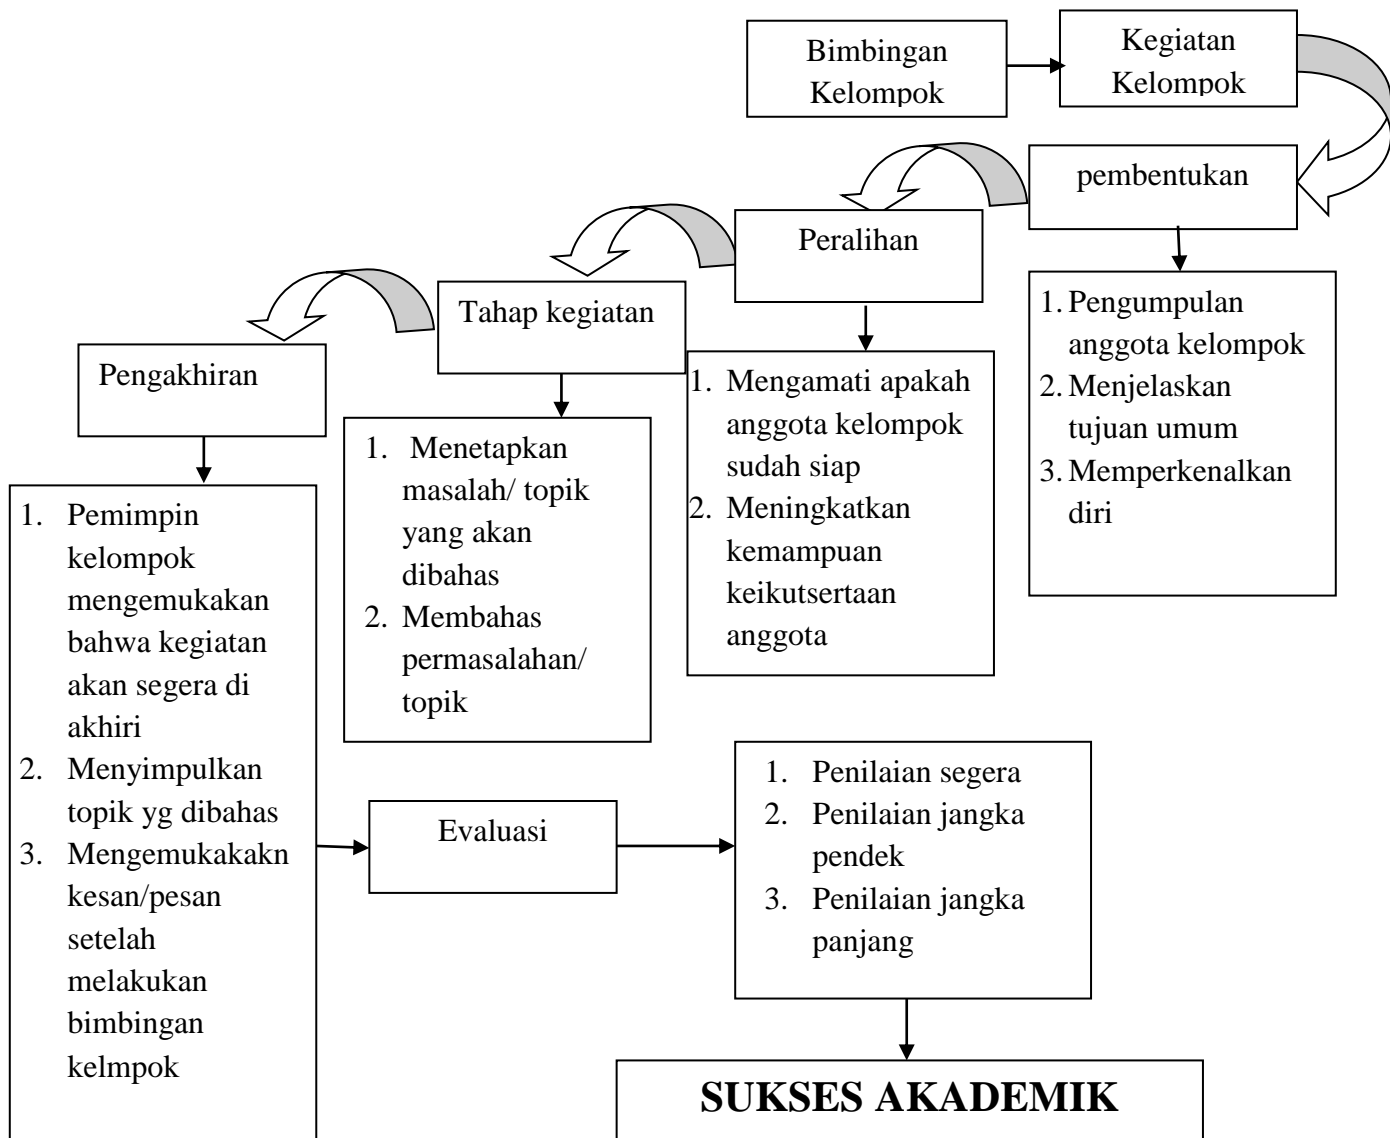 Bimbingan
Kelompok
Kegiatan
Kelompok
pembentukan
Peralihan
Tahap kegiatan
Pengakhiran
1. Pengumpulan
anggota kelompok
2. Menjelaskan
tujuan umum
3. Memperkenalkan
diri
1. Mengamati apakah
anggota kelompok
sudah siap
2. Meningkatkan
kemampuan
keikutsertaan
anggota
1. Menetapkan
masalah/ topik
yang akan
dibahas
2. Membahas
permasalahan/
topik
1. Pemimpin
kelompok
mengemukakan
bahwa kegiatan
akan segera di
akhiri
2. Menyimpulkan
topik yg dibahas
3. Mengemukakakn
kesan/pesan
setelah
melakukan
bimbingan
kelmpok
Evaluasi
1. Penilaian segera
2. Penilaian jangka
pendek
3. Penilaian jangka
panjang
SUKSES AKADEMIK